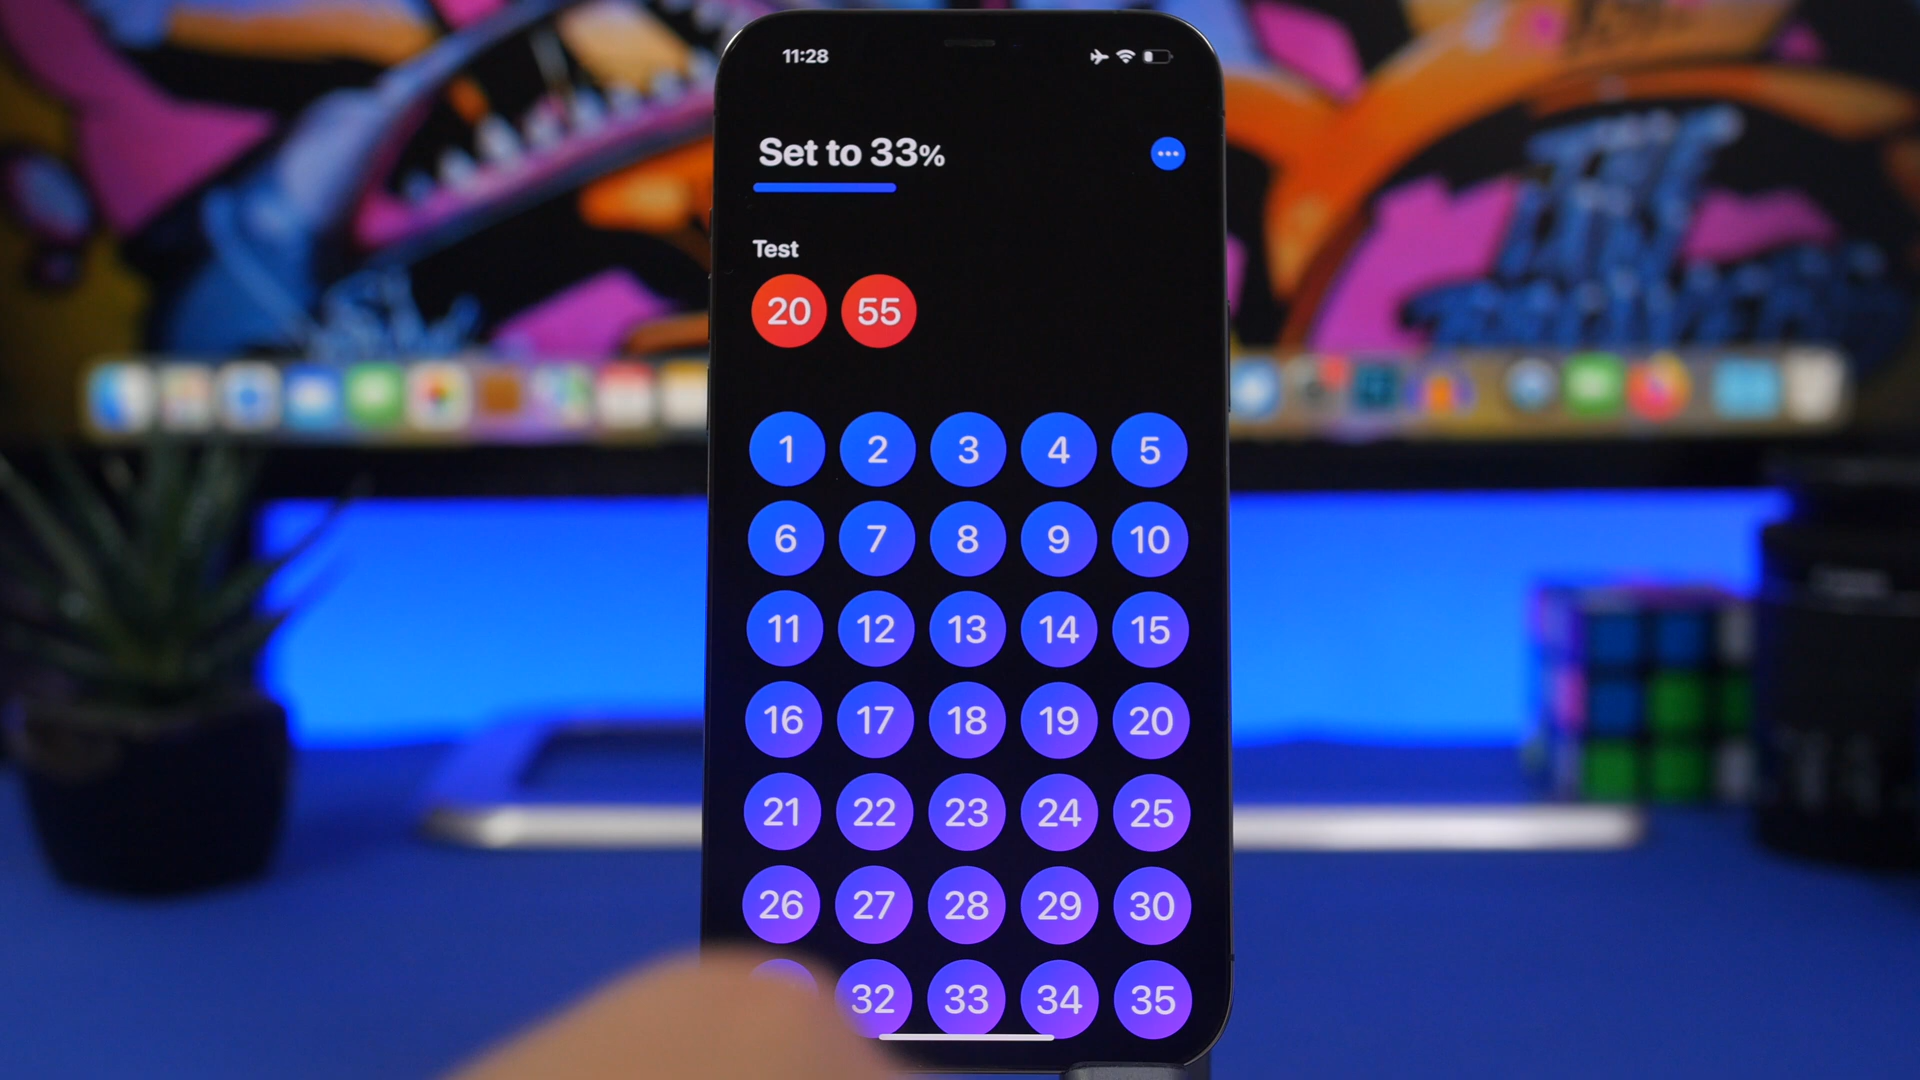 11:28
Set to 33%
Test
20 55
1 2 3 4 5
6 7 8 9 10
11 12 13 14 15
16 17 18 19 20
21 22 23 24 25
26 27 28 29 30
32 33 34 35